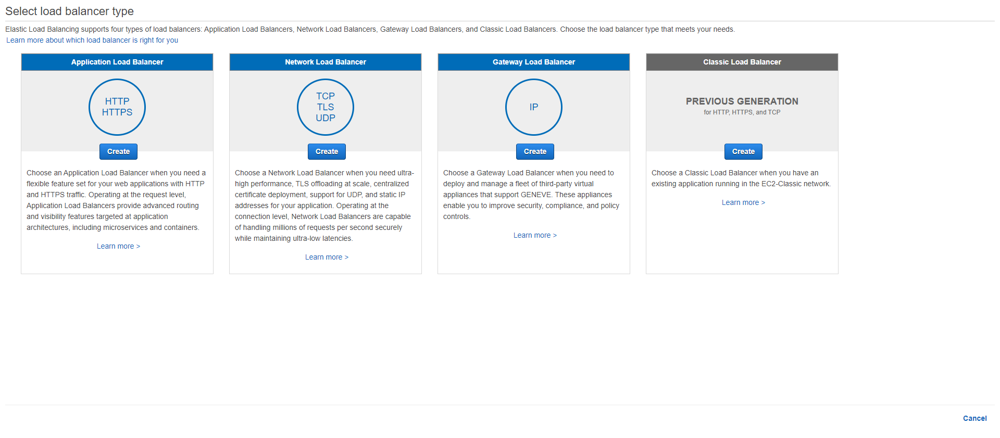 Select load balancer type
Elastic Load Balancing supports four types of load balancers: Application Load Balancers, Network Load Balancers, Gateway Load Balancers, and Classic Load Balancers. Choose the load balancer type that meets your needs.
Learn more about which load balancer is right for you
Application Load Balancer
HTTP
HTTPS
Create
Choose an Application Load Balancer when you need a
flexible feature set for your web applications with HTTP
and HTTPS traffic. Operating at the request level,
Application Load Balancers provide advanced routing
and visibility features targeted at application
architectures, including microservices and containers.
Learn more >
Network Load Balancer
TCP
TLS
UDP
Create
Choose a Network Load Balancer when you need ultra-
high performance, TLS offloading at scale, centralized
certificate deployment, support for UDP, and static IP
addresses for your application. Operating at the
connection level, Network Load Balancers are capable
of handling millions of requests per second securely
while maintaining ultra-low latencies.
Learn more >
Gateway Load Balancer
IP
Create
Choose a Gateway Load Balancer when you need to
deploy and manage a fleet of third-party virtual
appliances that support GENEVE. These appliances
enable you to improve security, compliance, and policy
controls.
Learn more >
Classic Load Balancer
PREVIOUS GENERATION
for HTTP, HTTPS, and TCP
Create
Choose a Classic Load Balancer when you have an
existing application running in the EC2-Classic network.
Learn more >
Cancel